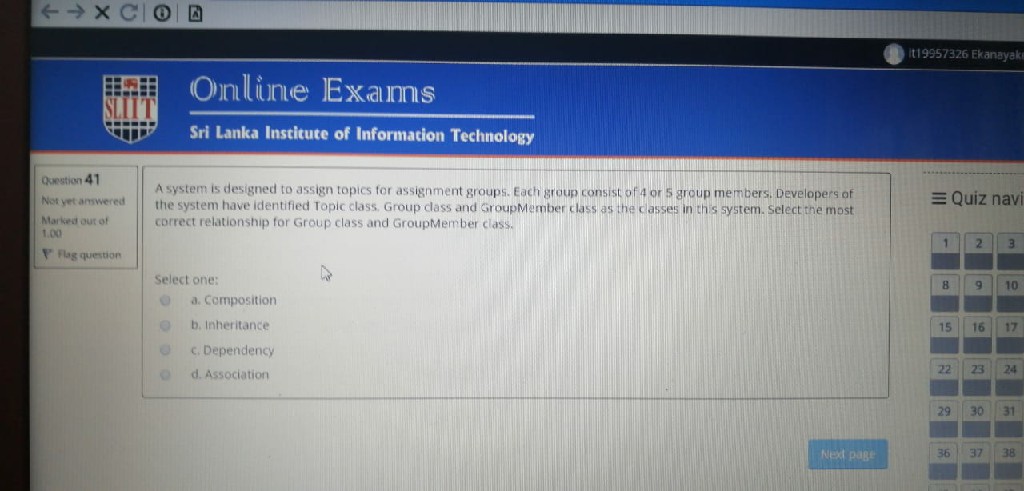 It19957326 Ekanayak
SLIIT
Online Exams
Sri Lanka Institute of Information Technology
Question 41
Not yet answered
Marked out of
1.00
Flag question
A system is designed to assign topics for assignment groups. Each group consist of 4 or 5 group members. Developers of
the system have identified Topic class. Group class and GroupMember class as the classes in this system. Select the most
correct relationship for Group class and GroupMember class.
Select one:
a. Composition
b. Inheritance
c. Dependency
d. Association
Next page
Quiz navi
1 2 3
8 9 10
15 16 17
22 23 24
29 30 31
36 37 38